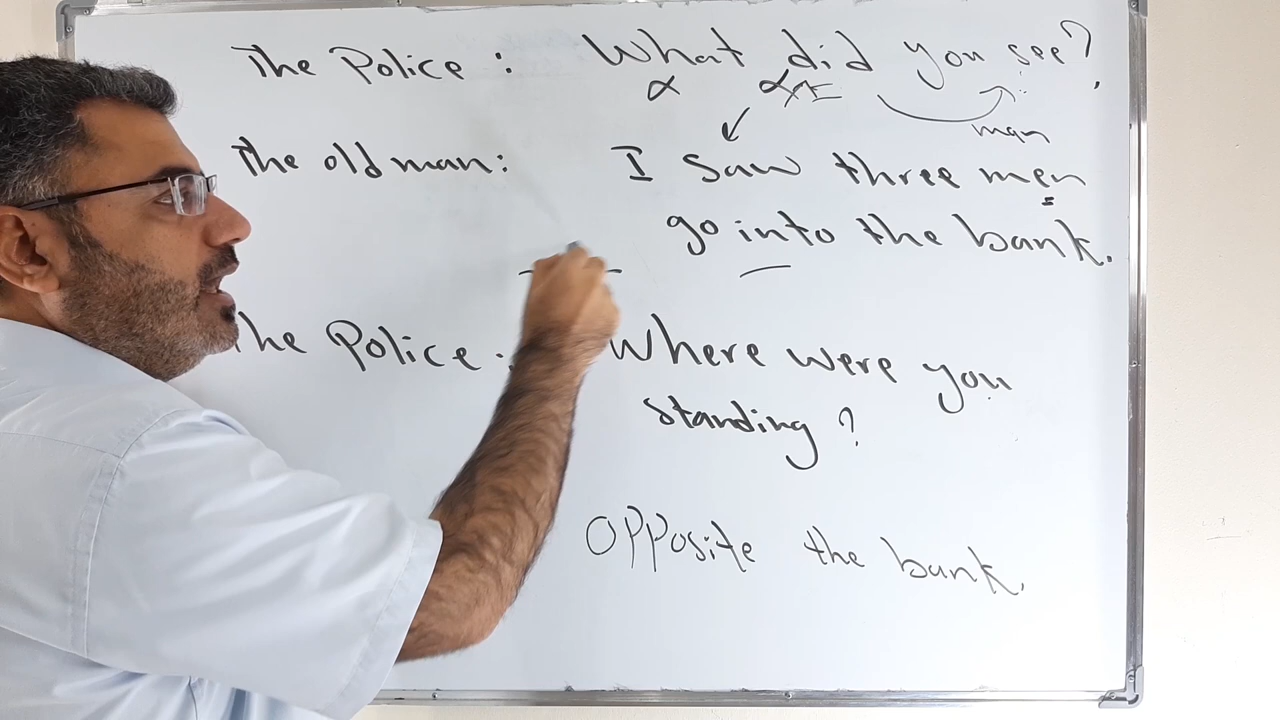 The Police : What did you see?
man
The old man: I saw three men
go into the bank.
The Police : Where were you
standing ?
Opposite the bank.